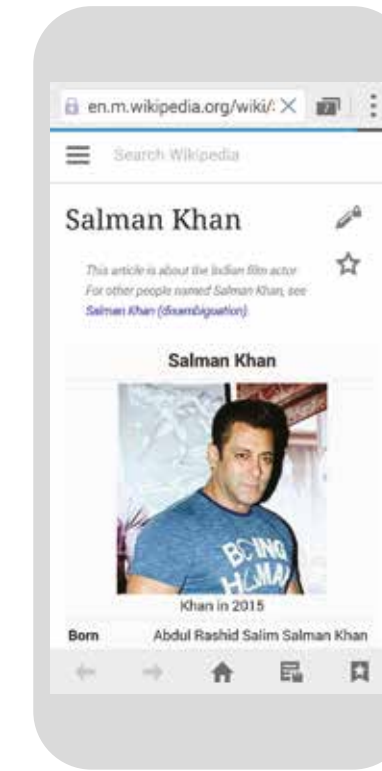 en.m.wikipedia.org/wiki/:
Search Wikipedia
Salman Khan
This article is about the Indian film actor
For other people named Salman Khan, see
Salman Khan (disambiguation).
Salman Khan
BEING
HUMAN
Khan in 2015
Born Abdul Rashid Salim Salman Khan